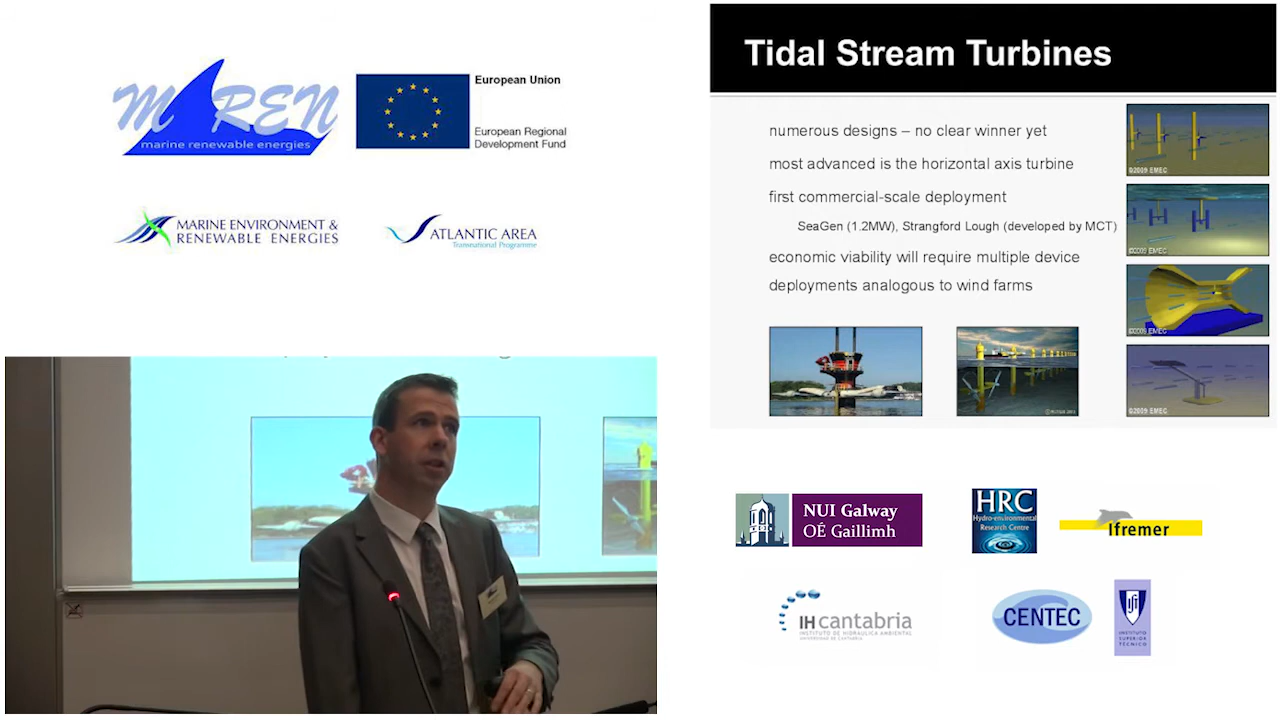 MAREN
marine renewable energies
European Union
European Regional
Development Fund
MARINE ENVIRONMENT &
RENEWABLE ENERGIES
ATLANTIC AREA
Transnational Programme
Tidal Stream Turbines
numerous designs – no clear winner yet
most advanced is the horizontal axis turbine
first commercial-scale deployment
SeaGen (1.2MW), Strangford Lough (developed by MCT)
economic viability will require multiple device
deployments analogous to wind farms
©2009 EMEC
©2009 EMEC
©2009 EMEC
©2009 EMEC
NUI Galway
OÉ Gaillimh
HRC
Hydro-environmental
Research Centre
Ifremer
IH cantabria
INSTITUTO DE HIDRÁULICA AMBIENTAL
UNIVERSIDAD DE CANTABRIA
CENTEC
INSTITUTO
SUPERIOR
TÉCNICO